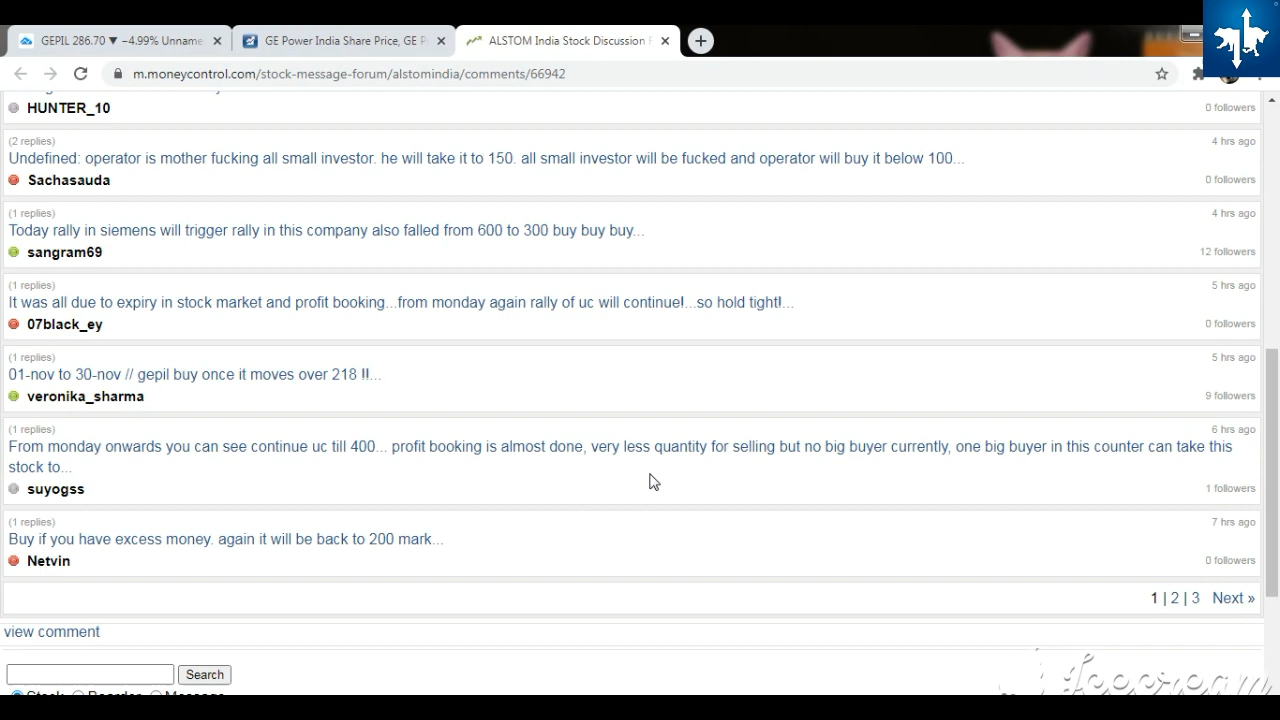 GEPIL 286.70 ▼ −4.99% Unname
GE Power India Share Price, GE P
ALSTOM India Stock Discussion F
m.moneycontrol.com/stock-message-forum/alstomindia/comments/66942
HUNTER_10
0 followers
(2 replies)
4 hrs ago
Undefined: operator is mother fucking all small investor. he will take it to 150. all small investor will be fucked and operator will buy it below 100...
Sachasauda
0 followers
(1 replies)
4 hrs ago
Today rally in siemens will trigger rally in this company also falled from 600 to 300 buy buy buy...
sangram69
12 followers
(1 replies)
5 hrs ago
It was all due to expiry in stock market and profit booking...from monday again rally of uc will continue!...so hold tight!...
07black_ey
0 followers
(1 replies)
5 hrs ago
01-nov to 30-nov // gepil buy once it moves over 218 !!...
veronika_sharma
9 followers
(1 replies)
6 hrs ago
From monday onwards you can see continue uc till 400... profit booking is almost done, very less quantity for selling but no big buyer currently, one big buyer in this counter can take this
stock to...
suyogss
1 followers
(1 replies)
7 hrs ago
Buy if you have excess money. again it will be back to 200 mark...
Netvin
0 followers
1 | 2 | 3 Next »
view comment
Search
Stock Boarder Message